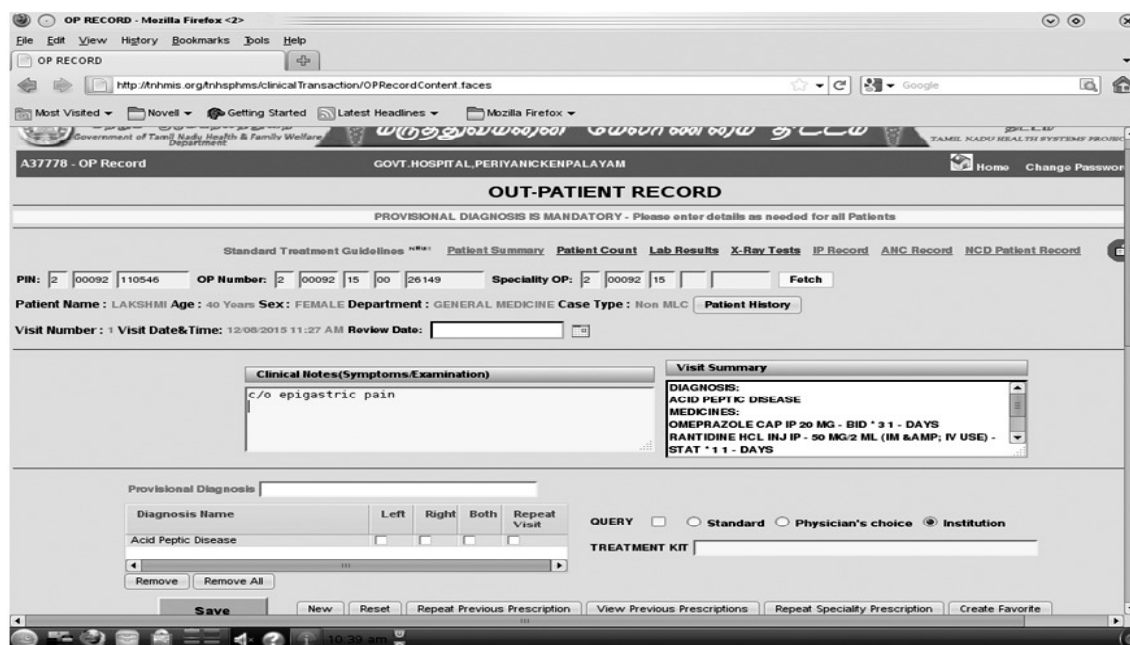 OP RECORD - Mozilla Firefox <2>
File Edit View History Bookmarks Tools Help
OP RECORD
http://tnhmis.org/tnhsphms/clinicalTransaction/OPRecordContent.faces
Google
Most Visited Novell Getting Started Latest Headlines Mozilla Firefox
Government of Tamil Nadu Health & Family Welfare
Department
TAMIL NADU HEALTH SYSTEMS PROJEC
A37778 - OP Record GOVT.HOSPITAL,PERIYANICKENPALAYAM Home Change Passwor
OUT-PATIENT RECORD
PROVISIONAL DIAGNOSIS IS MANDATORY - Please enter details as needed for all Patients
Standard Treatment Guidelines Patient Summary Patient Count Lab Results X-Ray Tests IP Record ANC Record NCD Patient Record
PIN: 2 00092 110546 OP Number: 2 00092 15 00 26149 Speciality OP: 2 00092 15 Fetch
Patient Name : LAKSHMI Age : 40 Years Sex : FEMALE Department : GENERAL MEDICINE Case Type : Non MLC Patient History
Visit Number : 1 Visit Date&Time: 12/08/2015 11:27 AM Review Date:
Clinical Notes(Symptoms/Examination)
c/o epigastric pain
Visit Summary
DIAGNOSIS:
ACID PEPTIC DISEASE
MEDICINES:
OMEPRAZOLE CAP IP 20 MG - BID * 3 1 - DAYS
RANTIDINE HCL INJ IP - 50 MG/2 ML (IM &AMP; IV USE) -
STAT * 1 1 - DAYS
Provisional Diagnosis
Diagnosis Name Left Right Both Repeat Visit
Acid Peptic Disease
QUERY Standard Physician's choice Institution
TREATMENT KIT
Remove Remove All
Save New Reset Repeat Previous Prescription View Previous Prescriptions Repeat Speciality Prescription Create Favorite
10:39 am